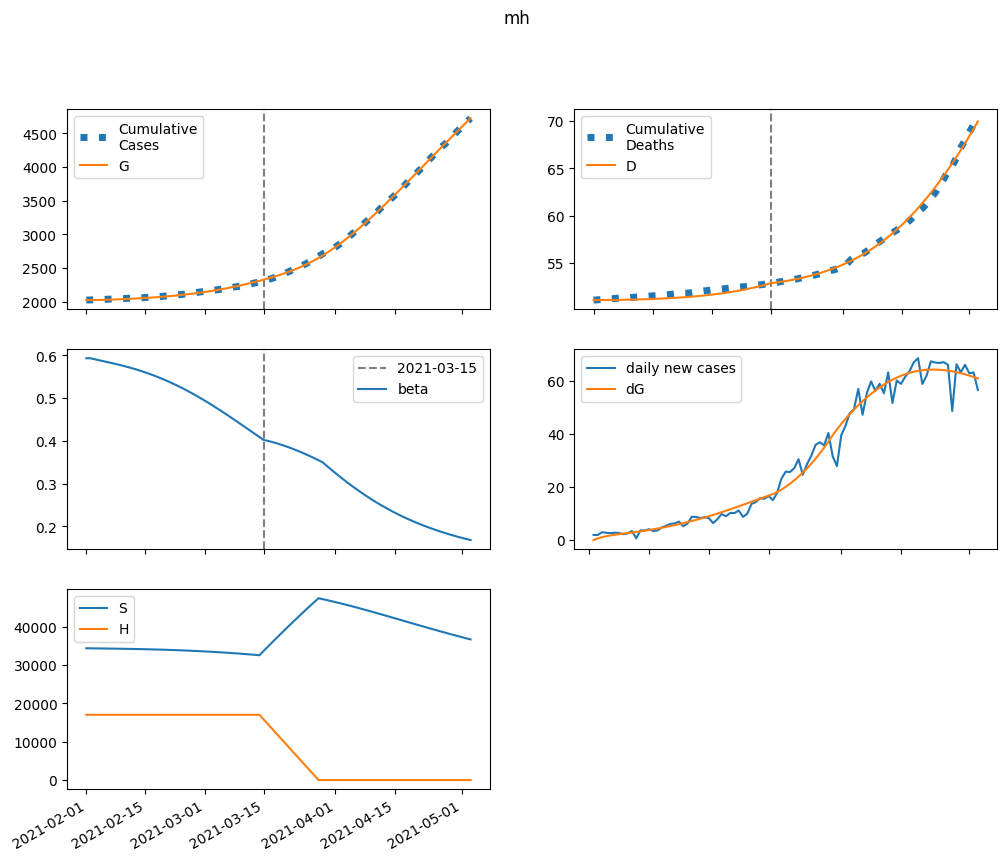 mh
Cumulative
Cases
G
4500
4000
3500
3000
2500
2000
Cumulative
Deaths
D
70
65
60
55
2021-03-15
beta
0.6
0.5
0.4
0.3
0.2
daily new cases
dG
60
40
20
0
S
H
40000
30000
20000
10000
0
2021-02-01
2021-02-15
2021-03-01
2021-03-15
2021-04-01
2021-04-15
2021-05-01